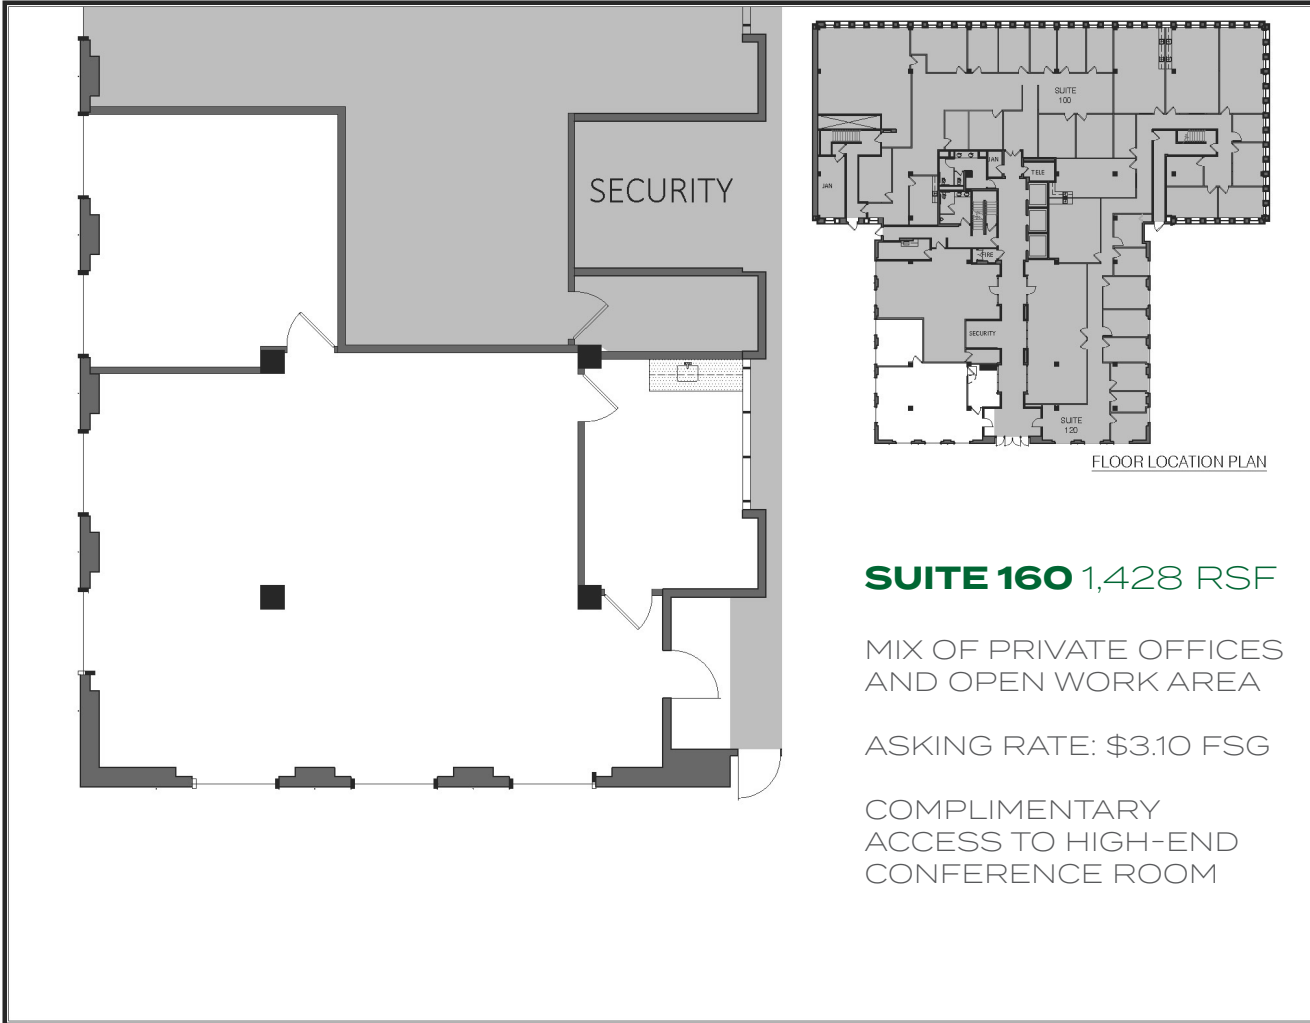 SECURITY
SUITE
100
JAN
TELE
JAN
FIRE
SECURITY
SUITE
120
FLOOR LOCATION PLAN
SUITE 160 1,428 RSF
MIX OF PRIVATE OFFICES
AND OPEN WORK AREA
ASKING RATE: $3.10 FSG
COMPLIMENTARY
ACCESS TO HIGH-END
CONFERENCE ROOM